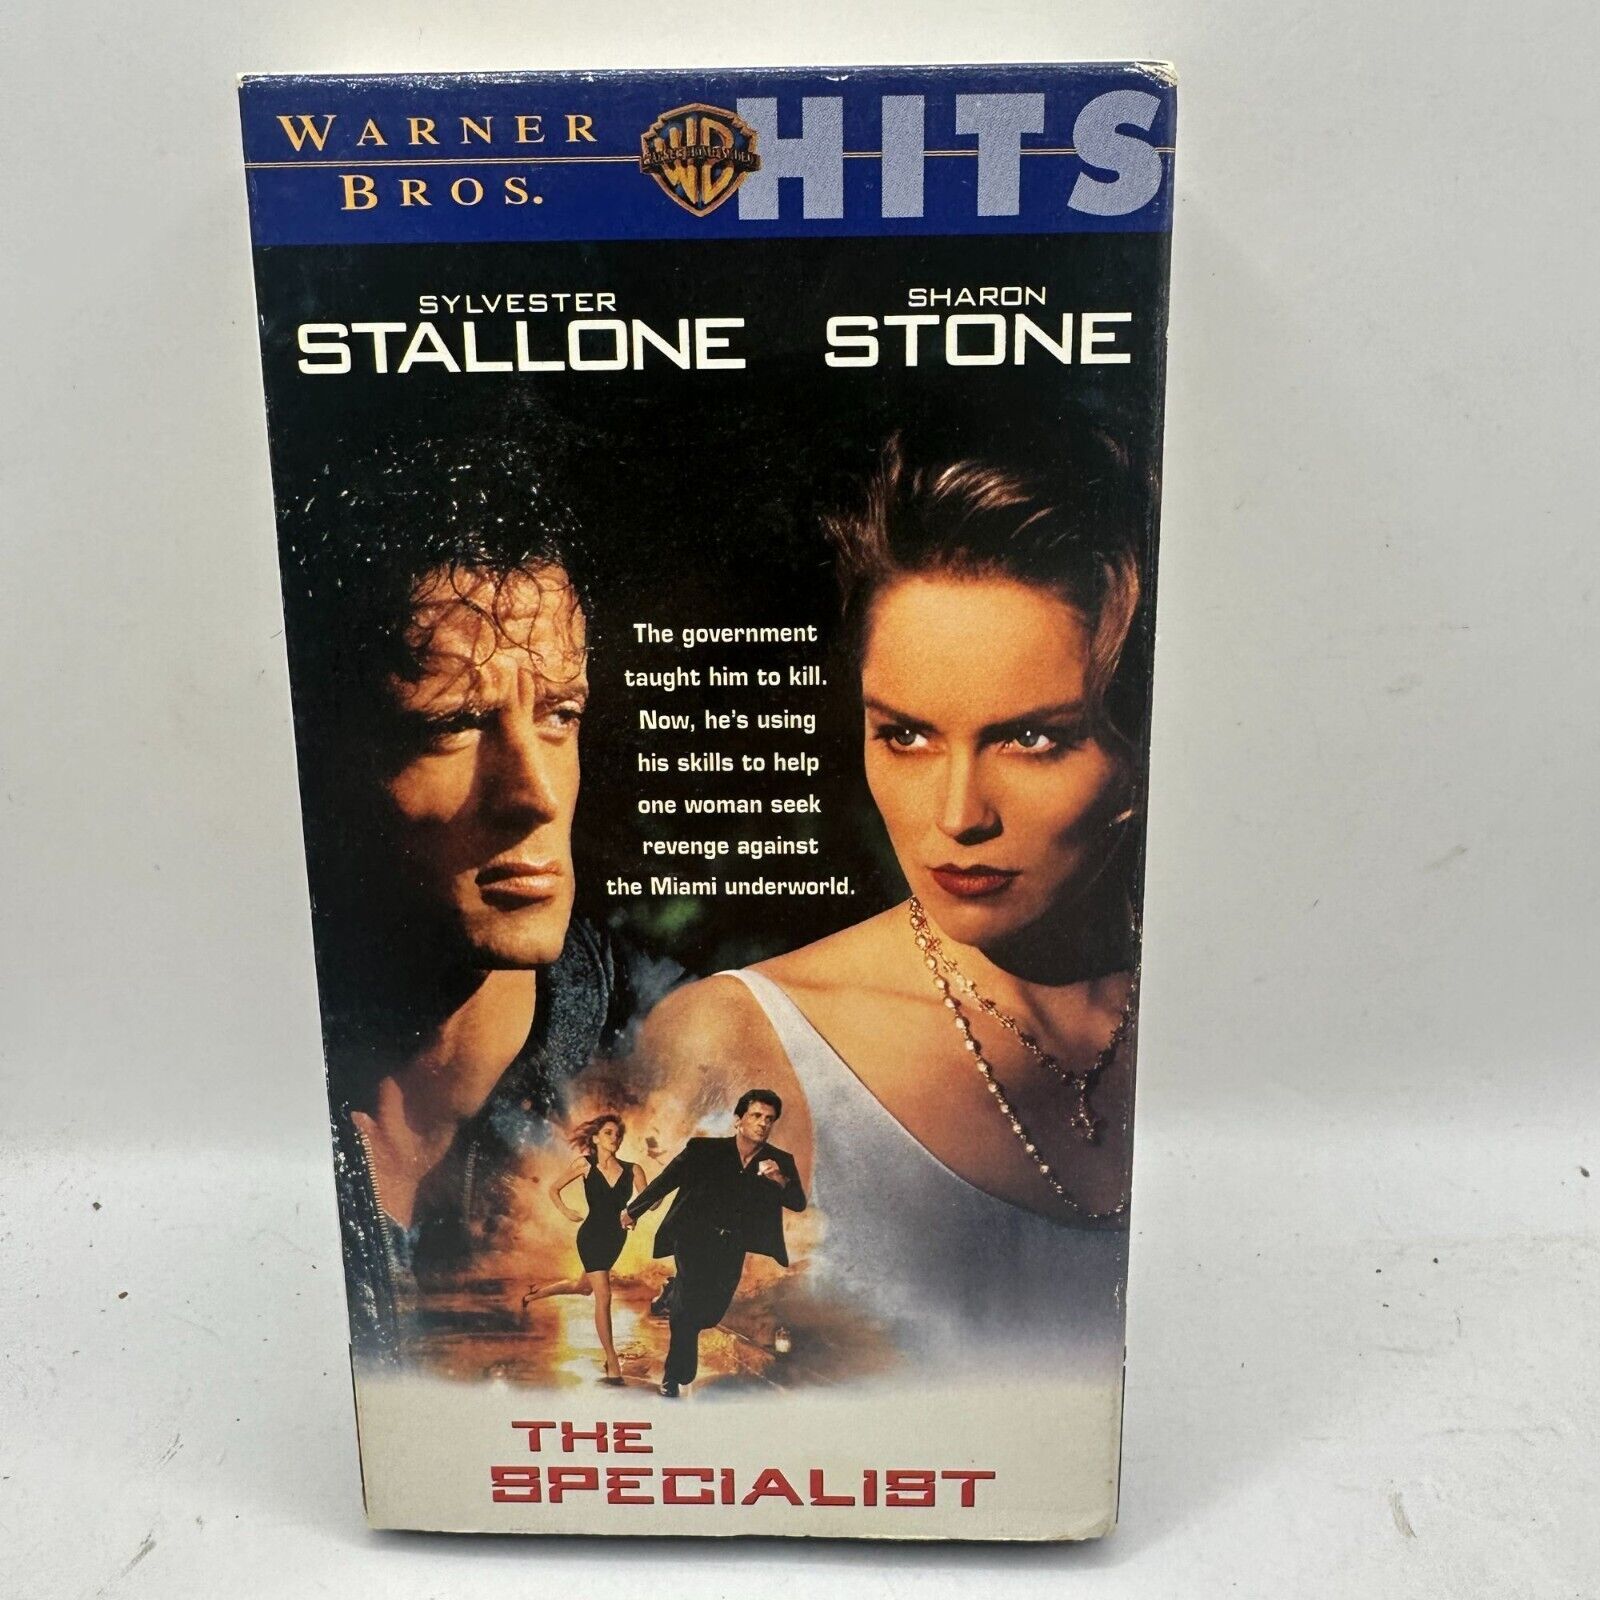 WARNER
BROS.
WB
HITS
SYLVESTER
STALLONE
SHARON
STONE
The government
taught him to kill.
Now, he's using
his skills to help
one woman seek
revenge against
the Miami underworld.
THE
SPECIALIST